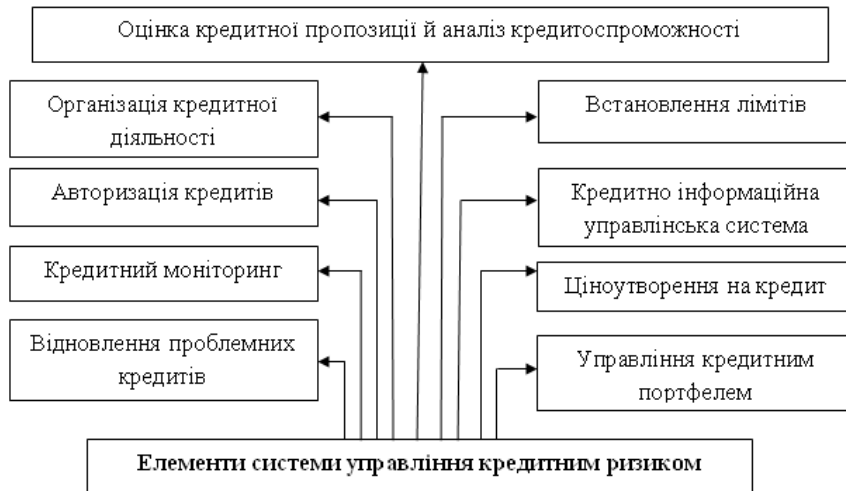 Оцінка кредитної пропозиції й аналіз кредитоспроможності
Організація кредитної
діяльності
Встановлення лімітів
Авторизація кредитів
Кредитно інформаційна
управлінська система
Кредитний моніторинг
Ціноутворення на кредит
Відновлення проблемних
кредитів
Управління кредитним
портфелем
Елементи системи управління кредитним ризиком